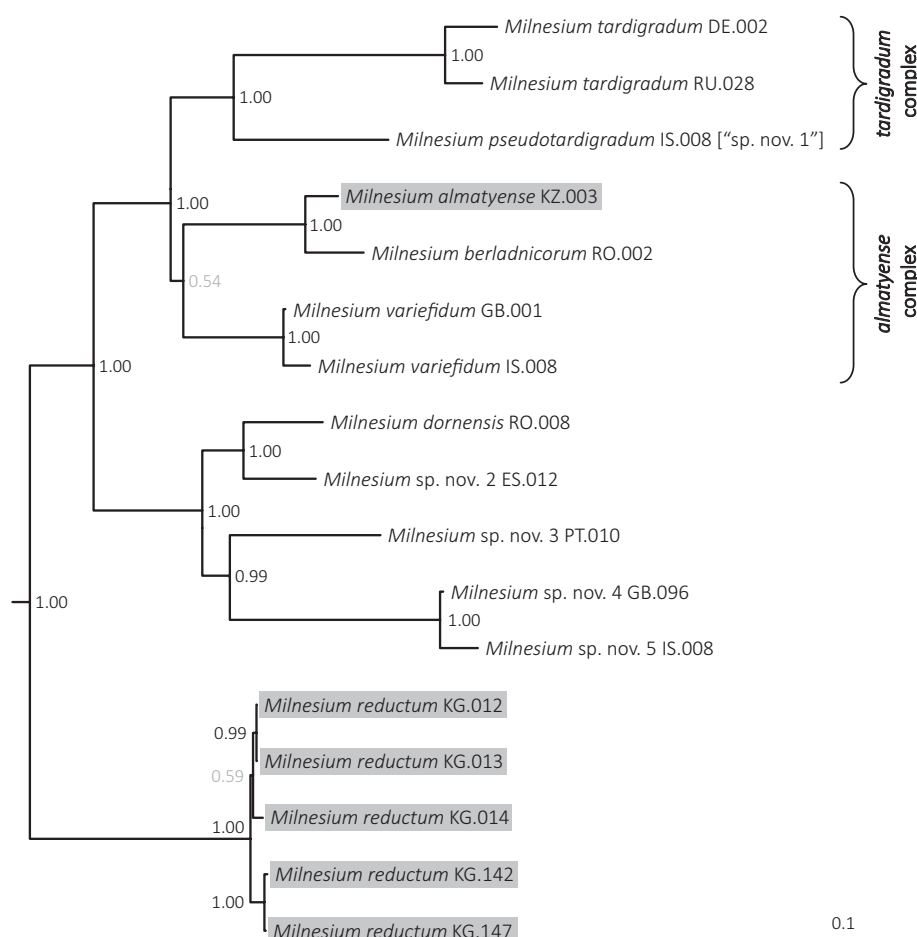 Milnesium tardigradum DE.002
1.00
Milnesium tardigradum RU.028
1.00
Milnesium pseudotardigradum IS.008 [“sp. nov. 1”]
tardigradum
complex
Milnesium almatyense KZ.003
1.00
1.00
Milnesium berladnicorum RO.002
0.54
Milnesium variefidum GB.001
1.00
Milnesium variefidum IS.008
almatyense
complex
1.00
Milnesium dornensis RO.008
1.00
Milnesium sp. nov. 2 ES.012
1.00
Milnesium sp. nov. 3 PT.010
0.99
Milnesium sp. nov. 4 GB.096
1.00
1.00
Milnesium sp. nov. 5 IS.008
Milnesium reductum KG.012
0.99
Milnesium reductum KG.013
0.59
Milnesium reductum KG.014
1.00
Milnesium reductum KG.142
1.00
Milnesium reductum KG.147
0.1